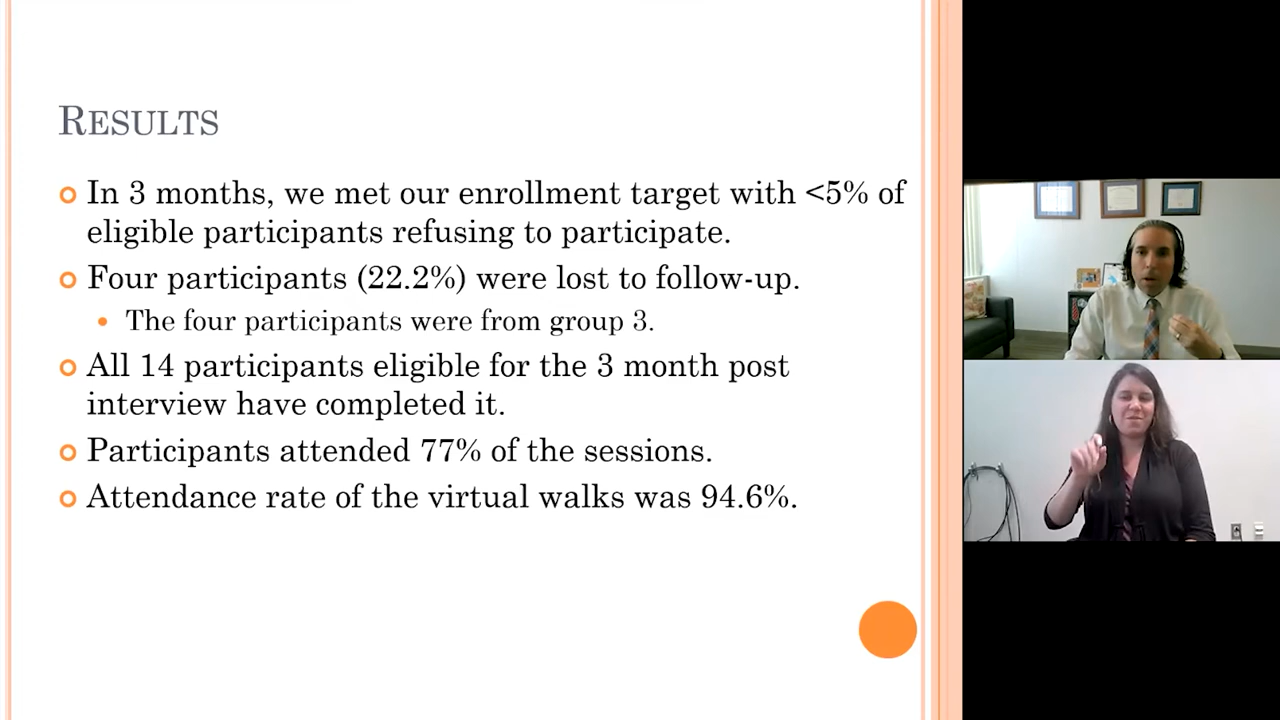 RESULTS
In 3 months, we met our enrollment target with <5% of
eligible participants refusing to participate.
Four participants (22.2%) were lost to follow-up.
The four participants were from group 3.
All 14 participants eligible for the 3 month post
interview have completed it.
Participants attended 77% of the sessions.
Attendance rate of the virtual walks was 94.6%.